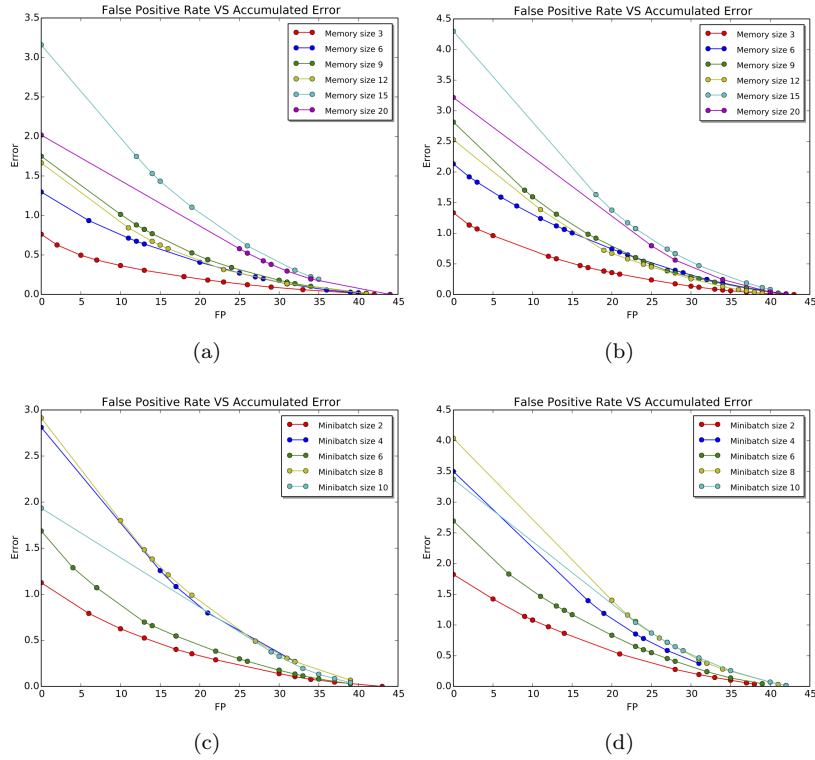 False Positive Rate VS Accumulated Error
3.5
3.0
2.5
2.0
1.5
1.0
0.5
0.0
Error
Memory size 3
Memory size 6
Memory size 9
Memory size 12
Memory size 15
Memory size 20
0 5 10 15 20 25 30 35 40 45
FP
(a)
False Positive Rate VS Accumulated Error
4.5
4.0
3.5
3.0
2.5
2.0
1.5
1.0
0.5
0.0
Error
Memory size 3
Memory size 6
Memory size 9
Memory size 12
Memory size 15
Memory size 20
0 5 10 15 20 25 30 35 40 45
FP
(b)
False Positive Rate VS Accumulated Error
3.0
2.5
2.0
1.5
1.0
0.5
0.0
Error
Minibatch size 2
Minibatch size 4
Minibatch size 6
Minibatch size 8
Minibatch size 10
0 5 10 15 20 25 30 35 40 45
FP
(c)
False Positive Rate VS Accumulated Error
4.5
4.0
3.5
3.0
2.5
2.0
1.5
1.0
0.5
0.0
Error
Minibatch size 2
Minibatch size 4
Minibatch size 6
Minibatch size 8
Minibatch size 10
0 5 10 15 20 25 30 35 40 45
FP
(d)